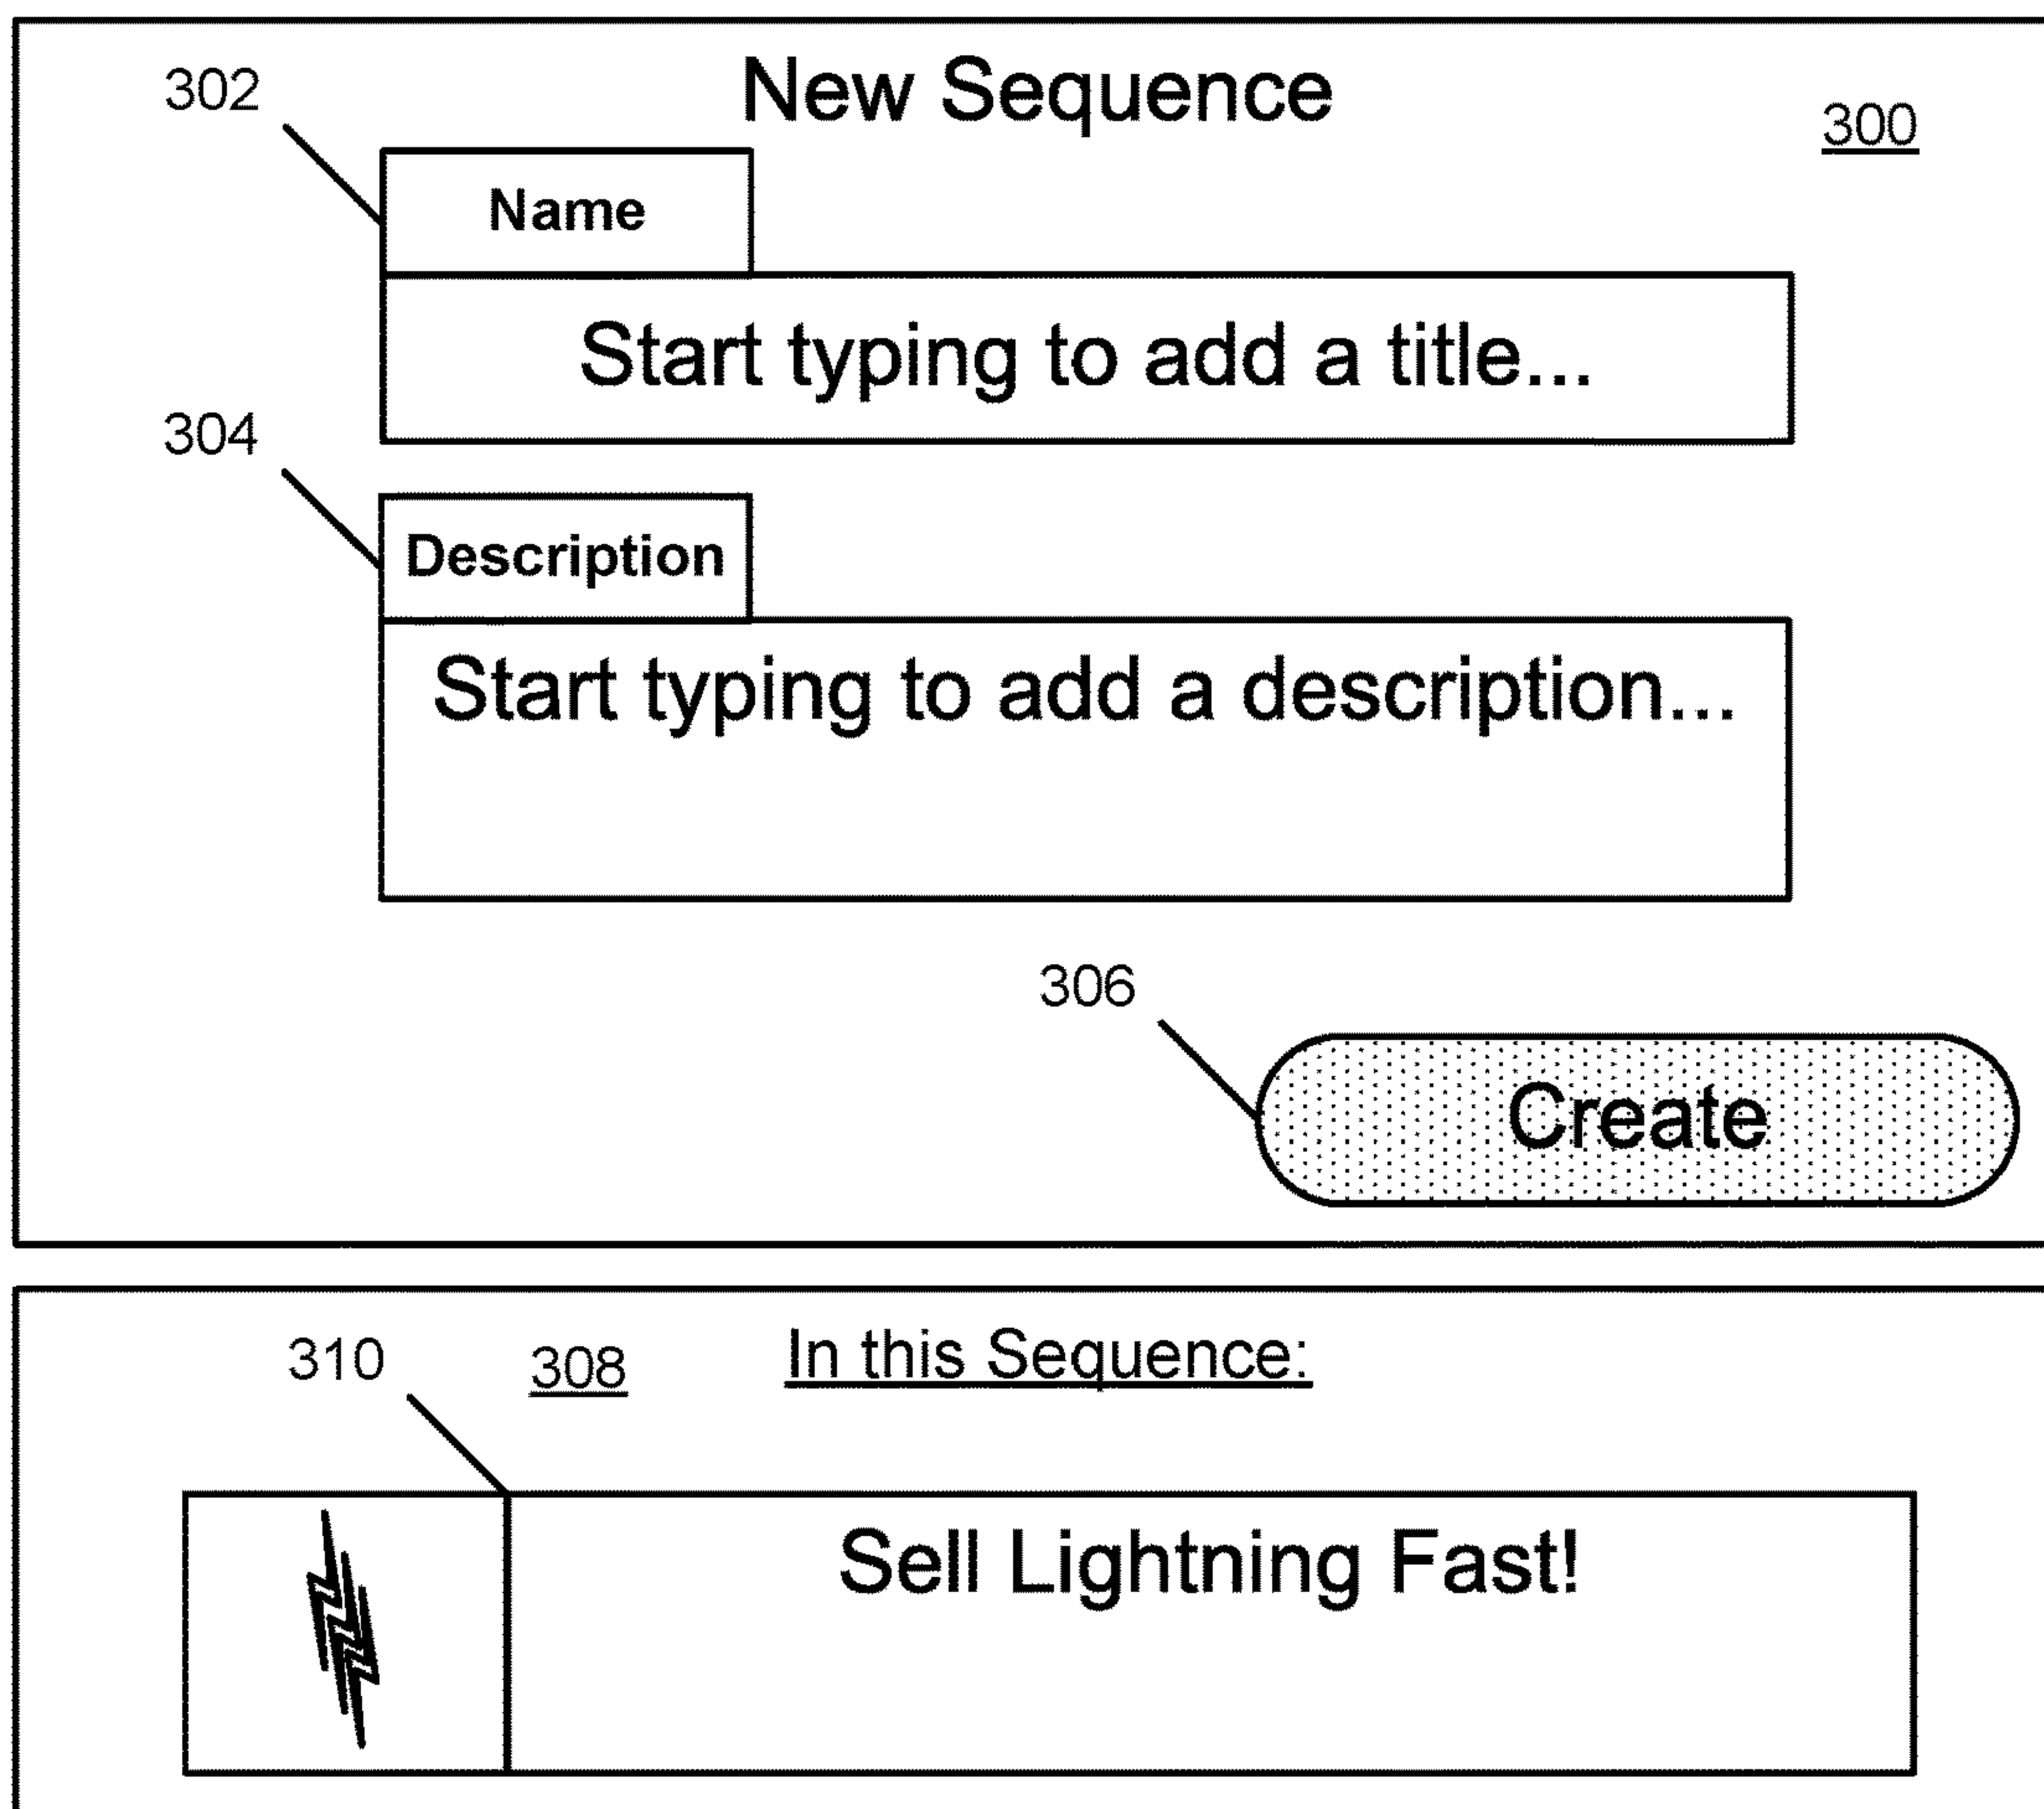 New Sequence
302
300
Name
Start typing to add a title...
304
Description
Start typing to add a description...
306
Create
310
308
In this Sequence:
Sell Lightning Fast!